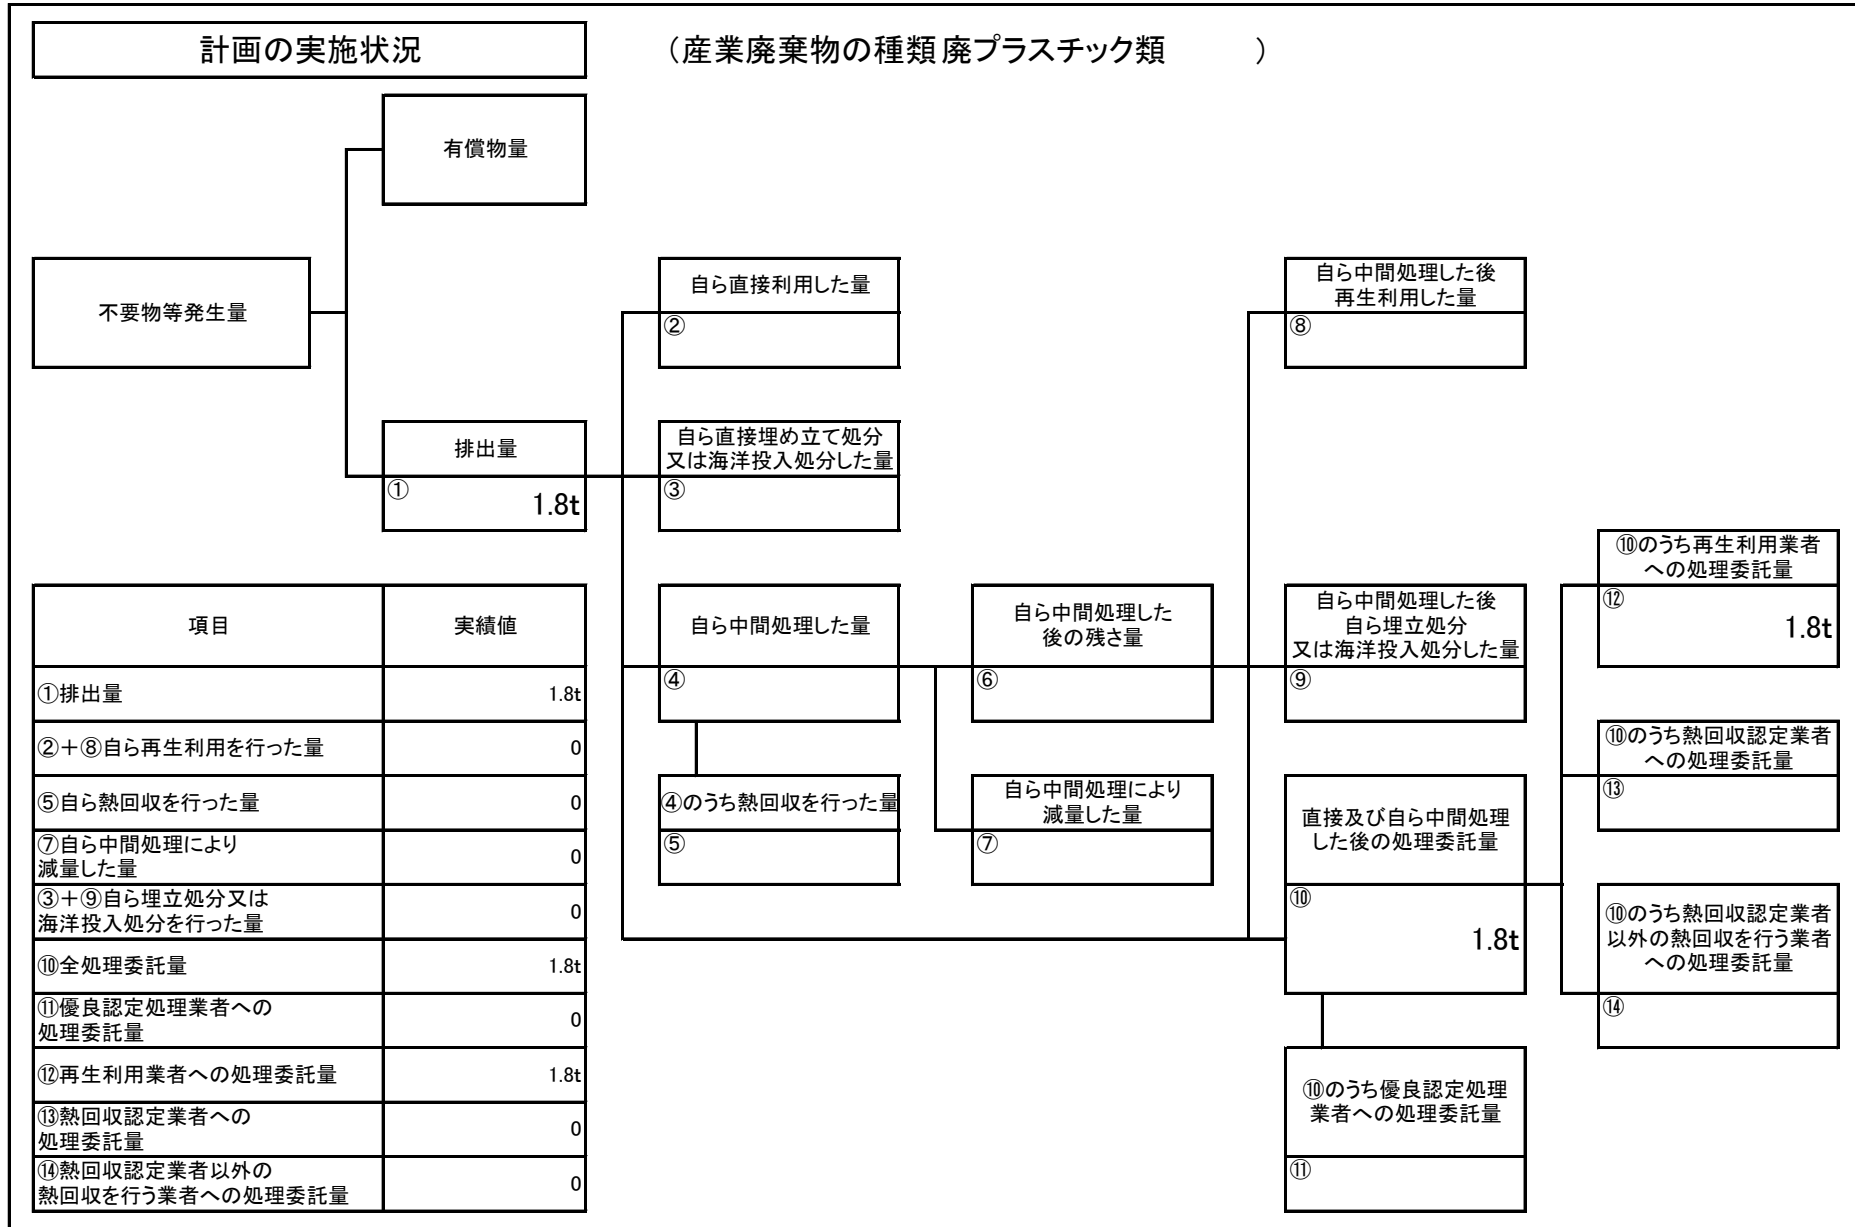 計画の実施状況
（産業廃棄物の種類 廃プラスチック類　　　）
有償物量
不要物等発生量
自ら直接利用した量
②
自ら中間処理した後
再生利用した量
⑧
排出量
①
1.8t
自ら直接埋め立て処分
又は海洋投入処分した量
③
⑩のうち再生利用業者
への処理委託量
⑫
1.8t
自ら中間処理した量
④
自ら中間処理した
後の残さ量
⑥
自ら中間処理した後
自ら埋立処分
又は海洋投入処分した量
⑨
⑩のうち熱回収認定業者
への処理委託量
⑬
④のうち熱回収を行った量
⑤
自ら中間処理により
減量した量
⑦
直接及び自ら中間処理
した後の処理委託量
⑩
1.8t
⑩のうち熱回収認定業者
以外の熱回収を行う業者
への処理委託量
⑭
⑩のうち優良認定処理
業者への処理委託量
⑪
項目 実績値
①排出量 1.8t
②＋⑧自ら再生利用を行った量 0
⑤自ら熱回収を行った量 0
⑦自ら中間処理により
減量した量 0
③＋⑨自ら埋立処分又は
海洋投入処分を行った量 0
⑩全処理委託量 1.8t
⑪優良認定処理業者への
処理委託量 0
⑫再生利用業者への処理委託量 1.8t
⑬熱回収認定業者への
処理委託量 0
⑭熱回収認定業者以外の
熱回収を行う業者への処理委託量 0